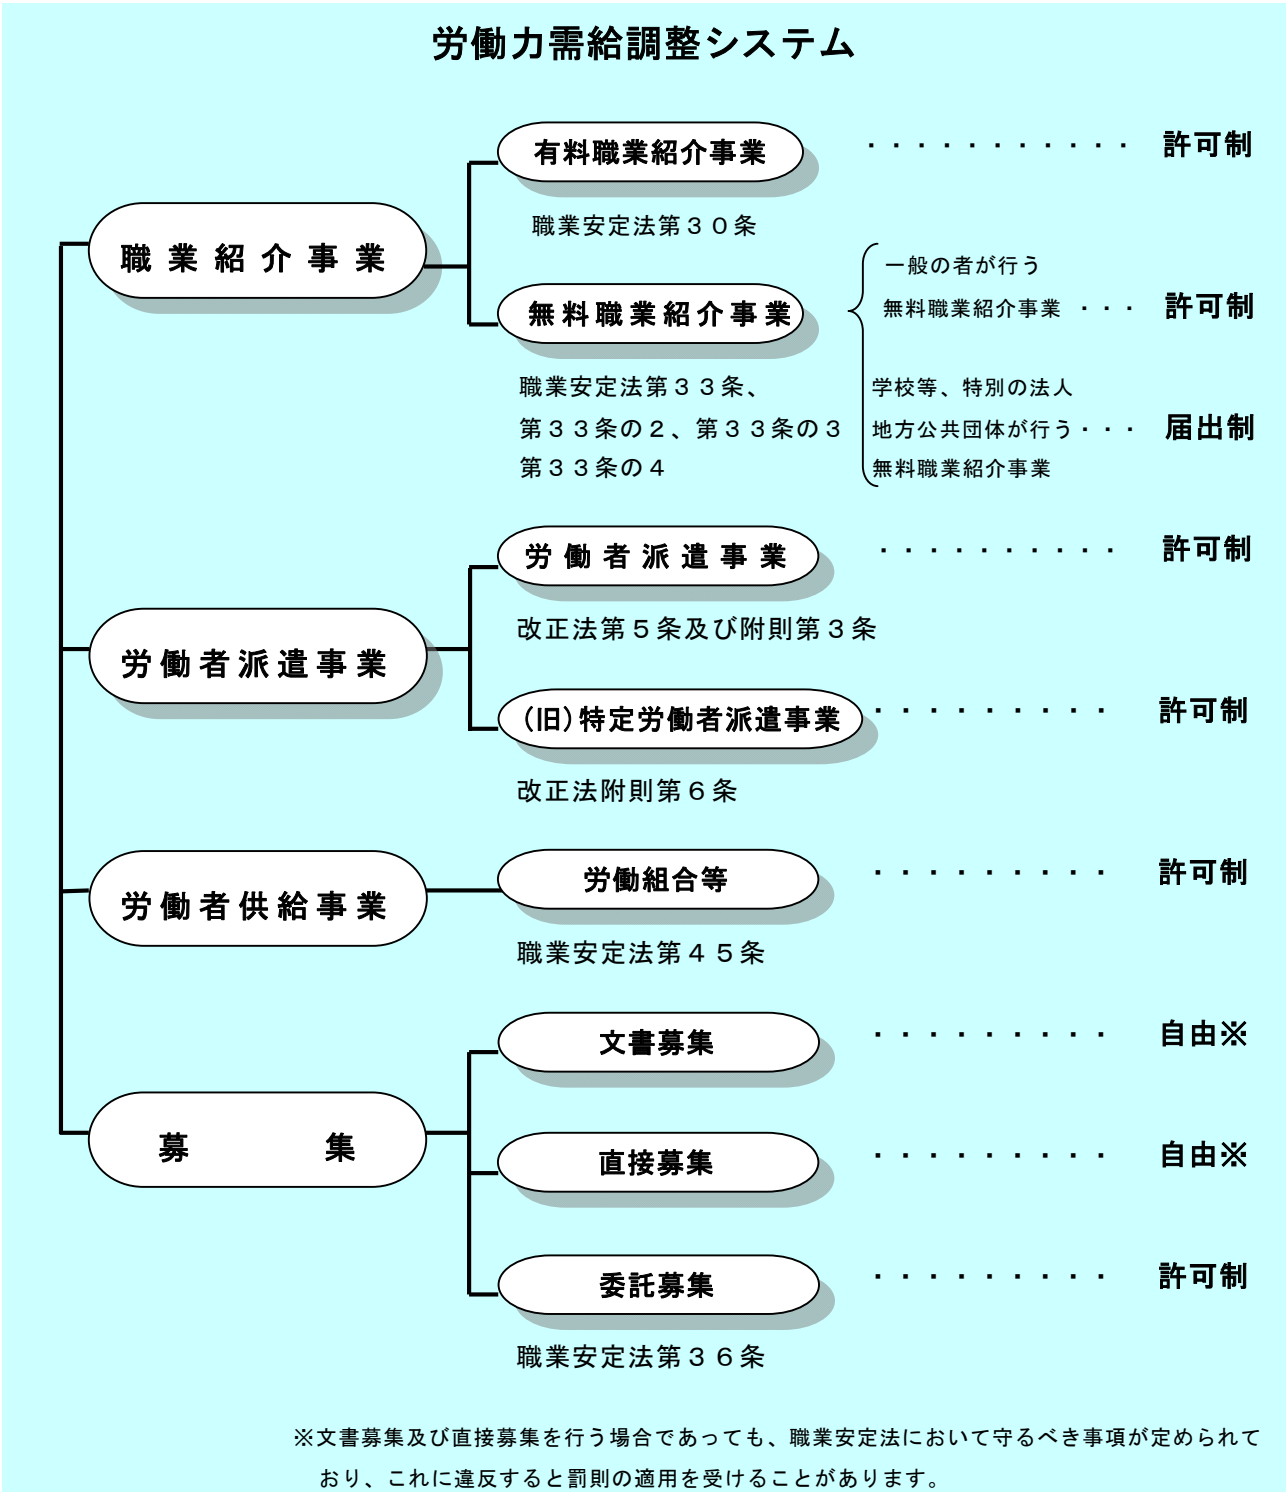 労働力需給調整システム
有料職業紹介事業 ・・・・・・・・・・・ 許可制
職業安定法第３０条
職業紹介事業
無料職業紹介事業
一般の者が行う
無料職業紹介事業 ・・・ 許可制
職業安定法第３３条、
第３３条の２、第３３条の３
第３３条の４
学校等、特別の法人
地方公共団体が行う・・・ 届出制
無料職業紹介事業
労働者派遣事業 ・・・・・・・・・・ 許可制
改正法第５条及び附則第３条
労働者派遣事業
(旧)特定労働者派遣事業 ・・・・・・・・・ 許可制
改正法附則第６条
労働者供給事業
労働組合等 ・・・・・・・・・ 許可制
職業安定法第４５条
文書募集 ・・・・・・・・・ 自由※
募集
直接募集 ・・・・・・・・・ 自由※
委託募集 ・・・・・・・・・ 許可制
職業安定法第３６条
※文書募集及び直接募集を行う場合であっても、職業安定法において守るべき事項が定められて
おり、これに違反すると罰則の適用を受けることがあります。